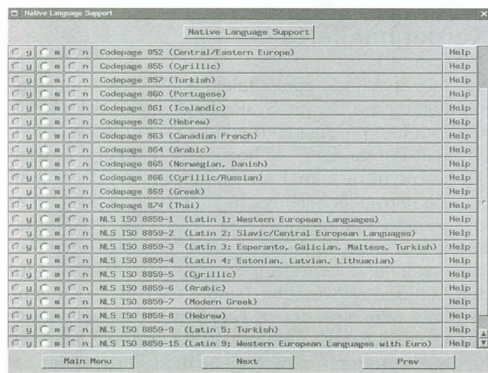 Native Language Support
Native Language Support
y m n Codepage 852 (Central/Eastern Europe) Help
y m n Codepage 855 (Cyrillic) Help
y m n Codepage 857 (Turkish) Help
y m n Codepage 860 (Portugese) Help
y m n Codepage 861 (Icelandic) Help
y m n Codepage 862 (Hebrew) Help
y m n Codepage 863 (Canadian French) Help
y m n Codepage 864 (Arabic) Help
y m n Codepage 865 (Norwegian, Danish) Help
y m n Codepage 866 (Cyrillic/Russian) Help
y m n Codepage 869 (Greek) Help
y m n Codepage 874 (Thai) Help
y m n NLS ISO 8859-1 (Latin 1; Western European Languages) Help
y m n NLS ISO 8859-2 (Latin 2; Slavic/Central European Languages) Help
y m n NLS ISO 8859-3 (Latin 3; Esperanto, Galician, Maltese, Turkish) Help
y m n NLS ISO 8859-4 (Latin 4; Estonian, Latvian, Lithuanian) Help
y m n NLS ISO 8859-5 (Cyrillic) Help
y m n NLS ISO 8859-6 (Arabic) Help
y m n NLS ISO 8859-7 (Modern Greek) Help
y m n NLS ISO 8859-8 (Hebrew) Help
y m n NLS ISO 8859-9 (Latin 5; Turkish) Help
y m n NLS ISO 8859-15 (Latin 9; Western European Languages with Euro) Help
Main Menu Next Prev